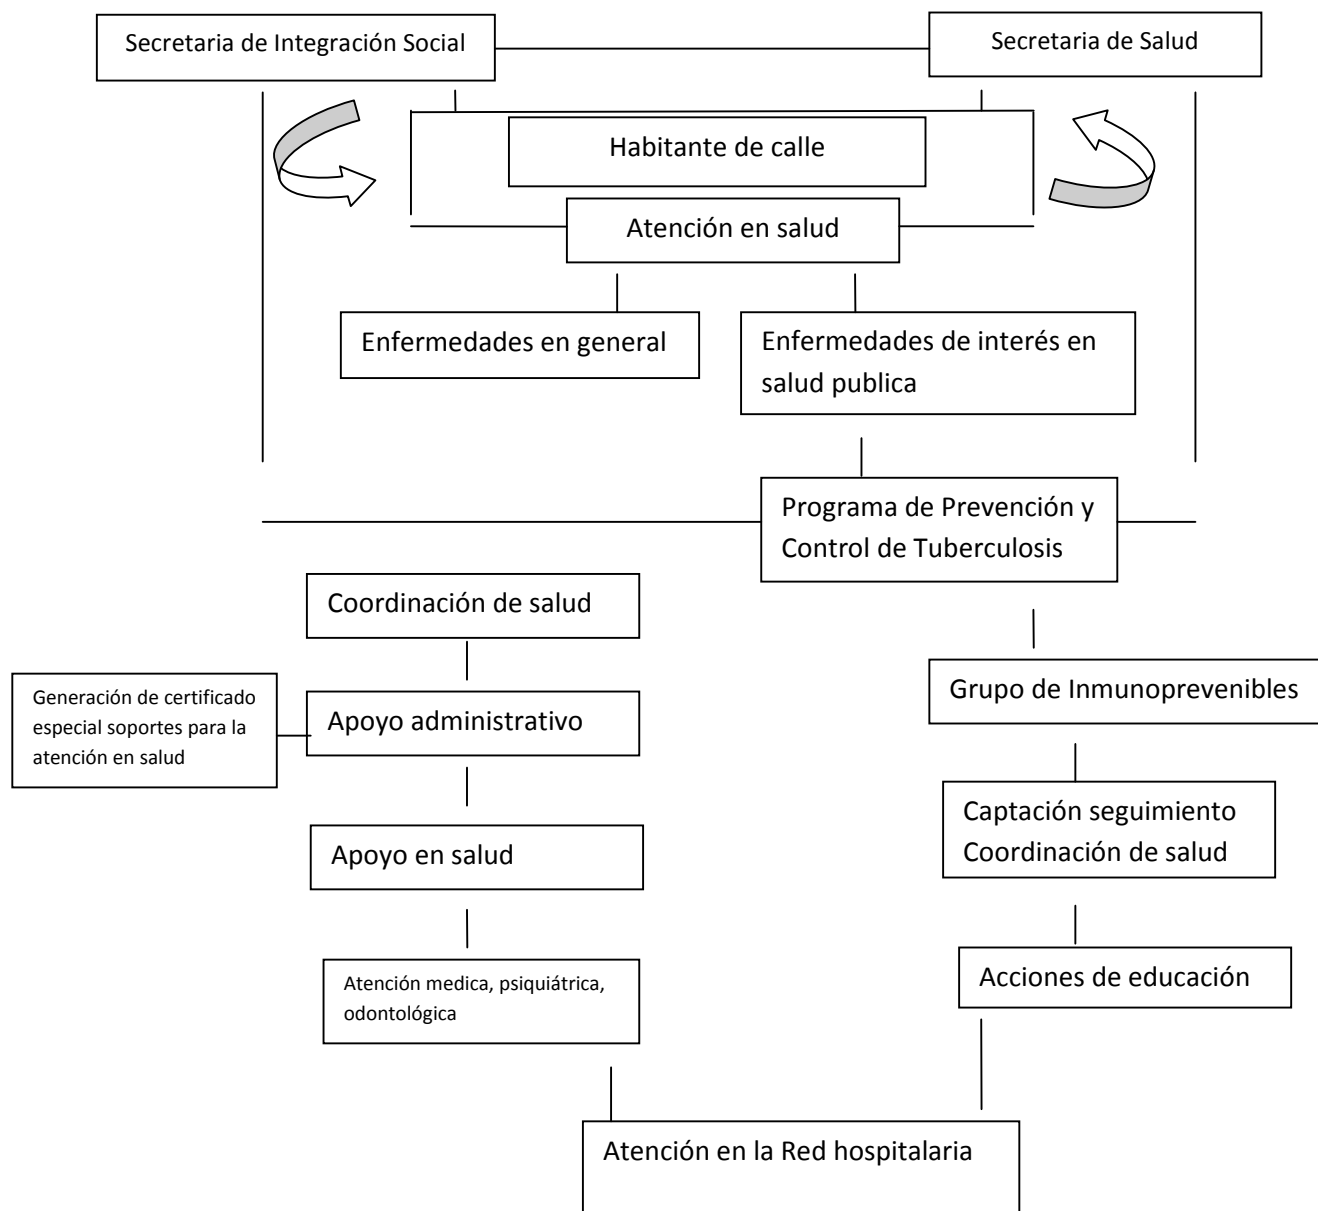 Secretaria de Integración Social
Secretaria de Salud
Habitante de calle
Atención en salud
Enfermedades en general
Enfermedades de interés en
salud publica
Programa de Prevención y
Control de Tuberculosis
Coordinación de salud
Generación de certificado
especial soportes para la
atención en salud
Apoyo administrativo
Grupo de Inmunoprevenibles
Apoyo en salud
Captación seguimiento
Coordinación de salud
Atención medica, psiquiátrica,
odontológica
Acciones de educación
Atención en la Red hospitalaria